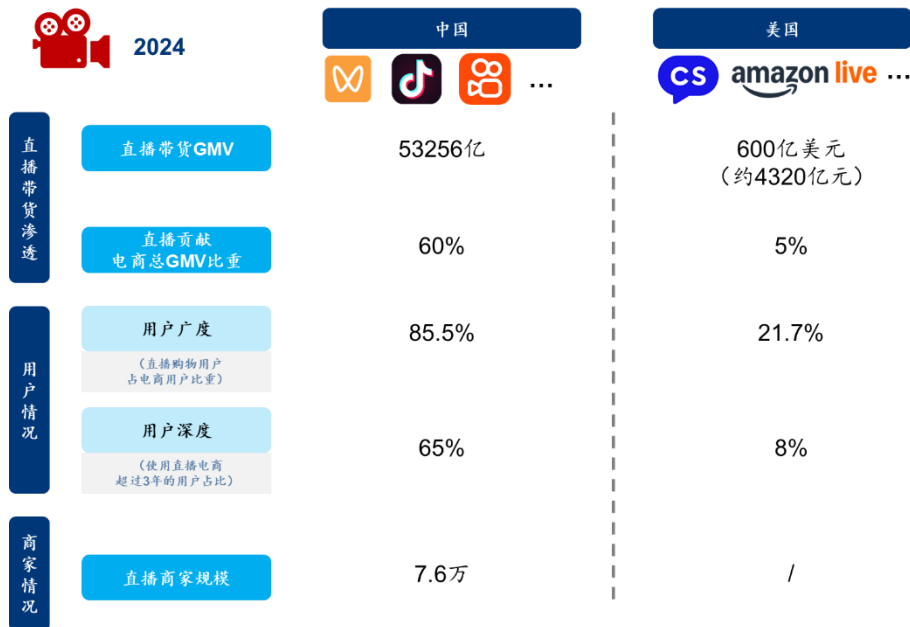 2024
中国
美国
...
CS
amazon live ...
直播带货渗透
直播带货GMV
53256亿
600亿美元
（约4320亿元）
直播贡献
电商总GMV比重
60%
5%
用户情况
用户广度
85.5%
21.7%
（直播购物用户
占电商用户比重）
用户深度
65%
8%
（使用直播电商
超过3年的用户占比）
商家情况
直播商家规模
7.6万
/